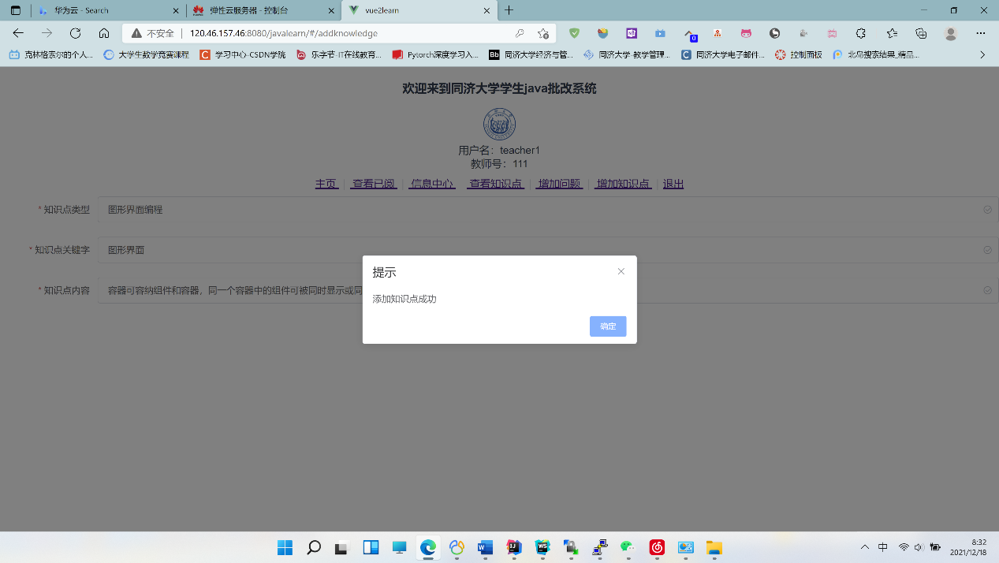 华为云 - Search
弹性云服务器 - 控制台
vue2learn
不安全
120.46.157.46:8080/javalearn/#/addknowledge
0
克林格尔的个人...
大学生数学竞赛课程
学习中心-CSDN学院
乐字节-IT在线教育...
Pytorch深度学习入...
同济大学经济与管...
同济大学-教学管理...
同济大学电子邮件...
控制面板
北鸟搜索结果_精品...
欢迎来到同济大学学生java批改系统
用户名：teacher1
教师号：111
主页 查看已阅 信息中心 查看知识点 增加问题 增加知识点 退出
* 知识点类型 图形界面编程
* 知识点关键字 图形界面
* 知识点内容 容器可容纳组件和容器，同一个容器中的组件可被同时显示或同
提示
添加知识点成功
确定
中
8:32
2021/12/18